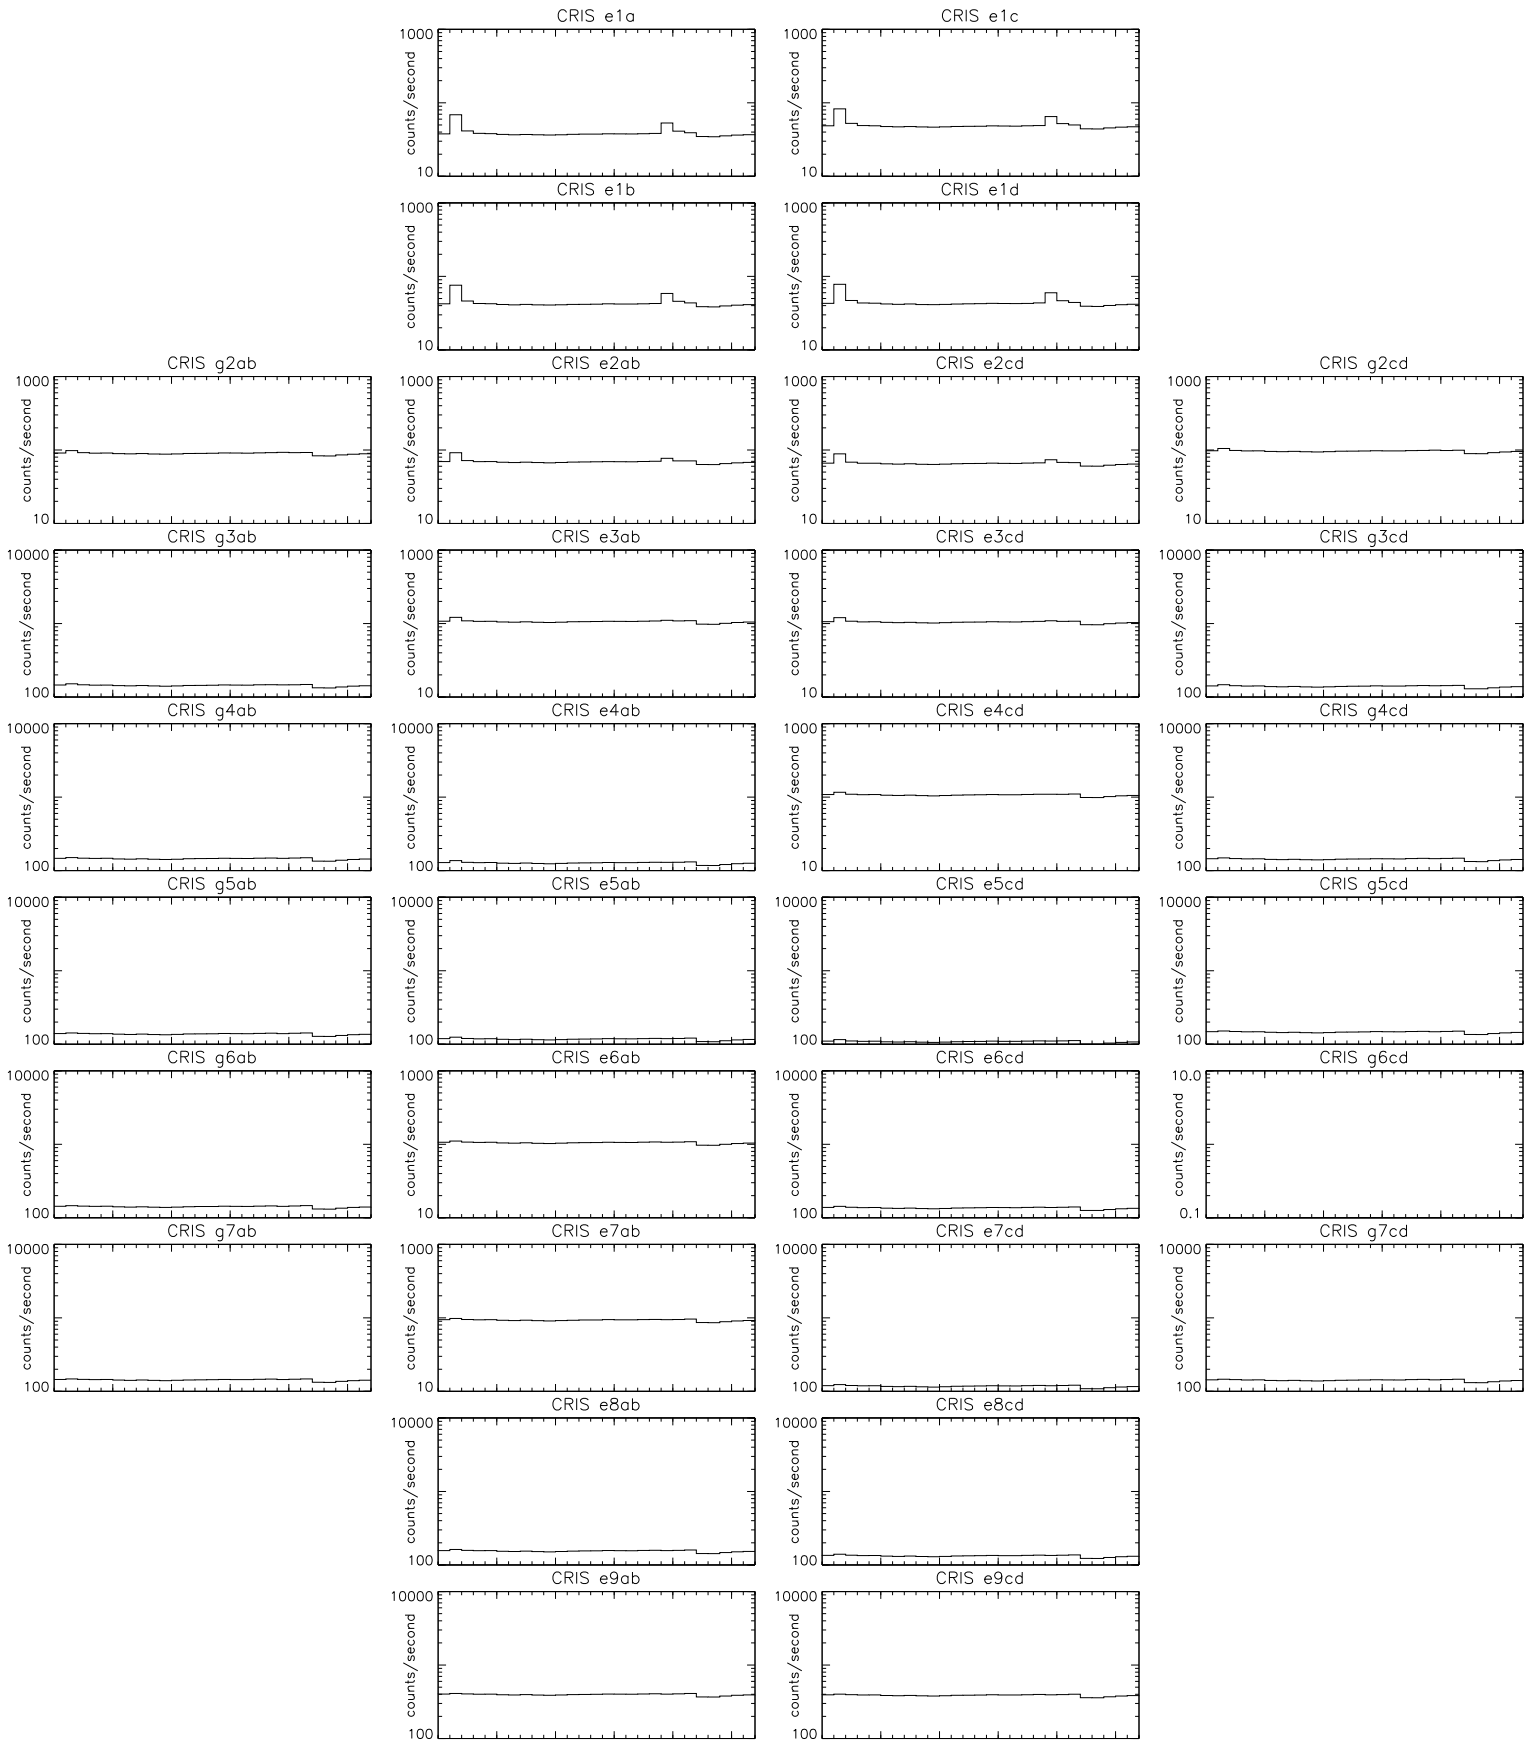 CRIS e1a CRIS e1c
1000 1000
counts/second counts/second
10 10
CRIS e1b CRIS e1d
1000 1000
counts/second counts/second
10 10
CRIS g2ab CRIS e2ab CRIS e2cd CRIS g2cd
1000 1000 1000 1000
counts/second counts/second counts/second counts/second
10 10 10 10
CRIS g3ab CRIS e3ab CRIS e3cd CRIS g3cd
10000 1000 1000 10000
counts/second counts/second counts/second counts/second
100 10 10 100
CRIS g4ab CRIS e4ab CRIS e4cd CRIS g4cd
10000 10000 1000 10000
counts/second counts/second counts/second counts/second
100 100 10 100
CRIS g5ab CRIS e5ab CRIS e5cd CRIS g5cd
10000 10000 10000 10000
counts/second counts/second counts/second counts/second
100 100 100 100
CRIS g6ab CRIS e6ab CRIS e6cd CRIS g6cd
10000 1000 10000 10.0
counts/second counts/second counts/second counts/second
100 10 100 0.1
CRIS g7ab CRIS e7ab CRIS e7cd CRIS g7cd
10000 1000 10000 10000
counts/second counts/second counts/second counts/second
100 10 100 100
CRIS e8ab CRIS e8cd
10000 10000
counts/second counts/second
100 100
CRIS e9ab CRIS e9cd
10000 10000
counts/second counts/second
100 100